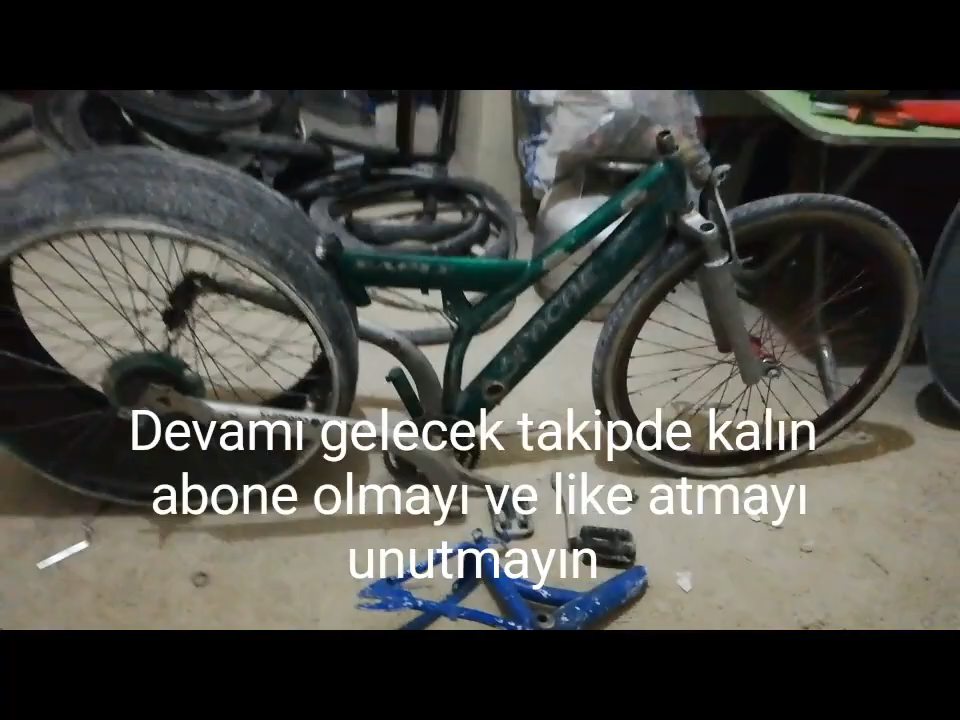 Devamı gelecek takipde kalın
abone olmayı ve like atmayı
unutmayın